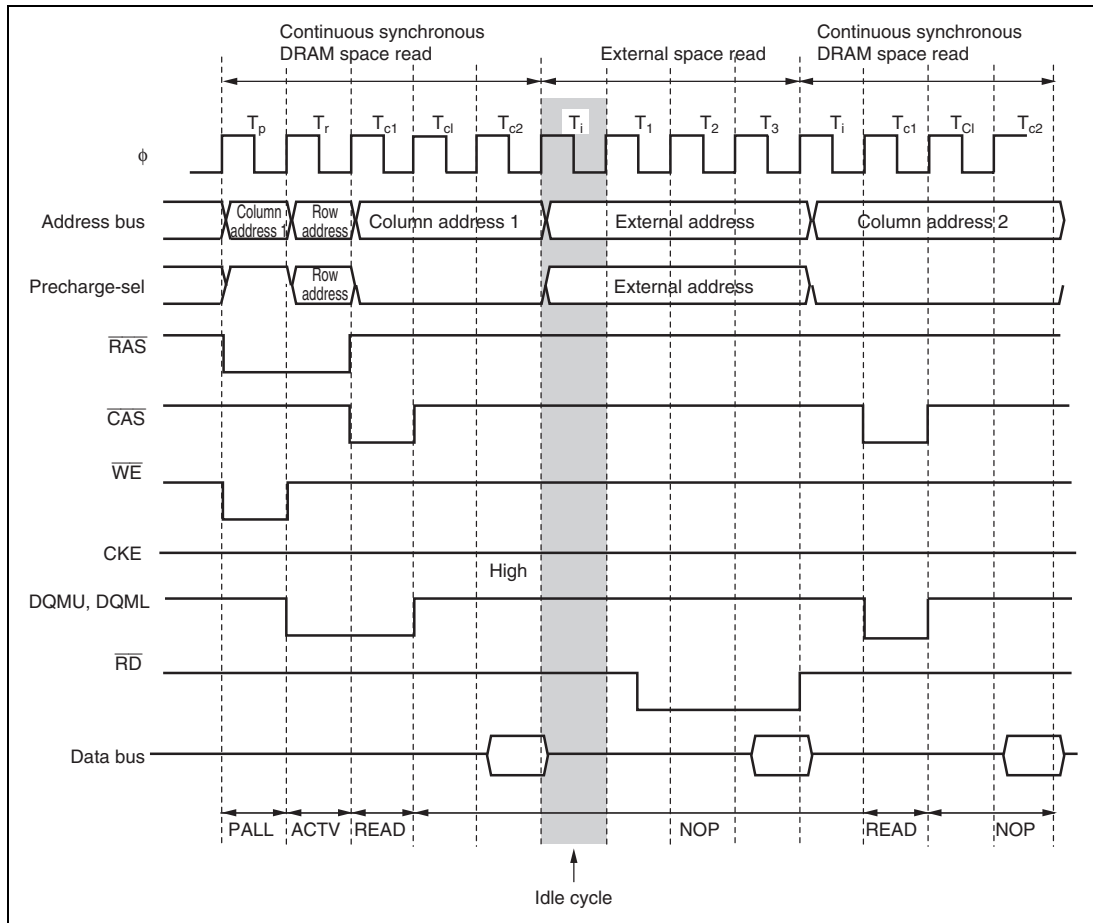 Continuous synchronous
DRAM space read
External space read
Continuous synchronous
DRAM space read
Tp Tr Tc1 Tcl Tc2 Ti T1 T2 T3 Ti Tc1 TCl Tc2
ϕ
Address bus
Column
address 1
Row
address
Column address 1
External address
Column address 2
Precharge-sel
Row
address
External address
RAS
CAS
WE
CKE
High
DQMU, DQML
RD
Data bus
PALL ACTV READ NOP READ NOP
Idle cycle